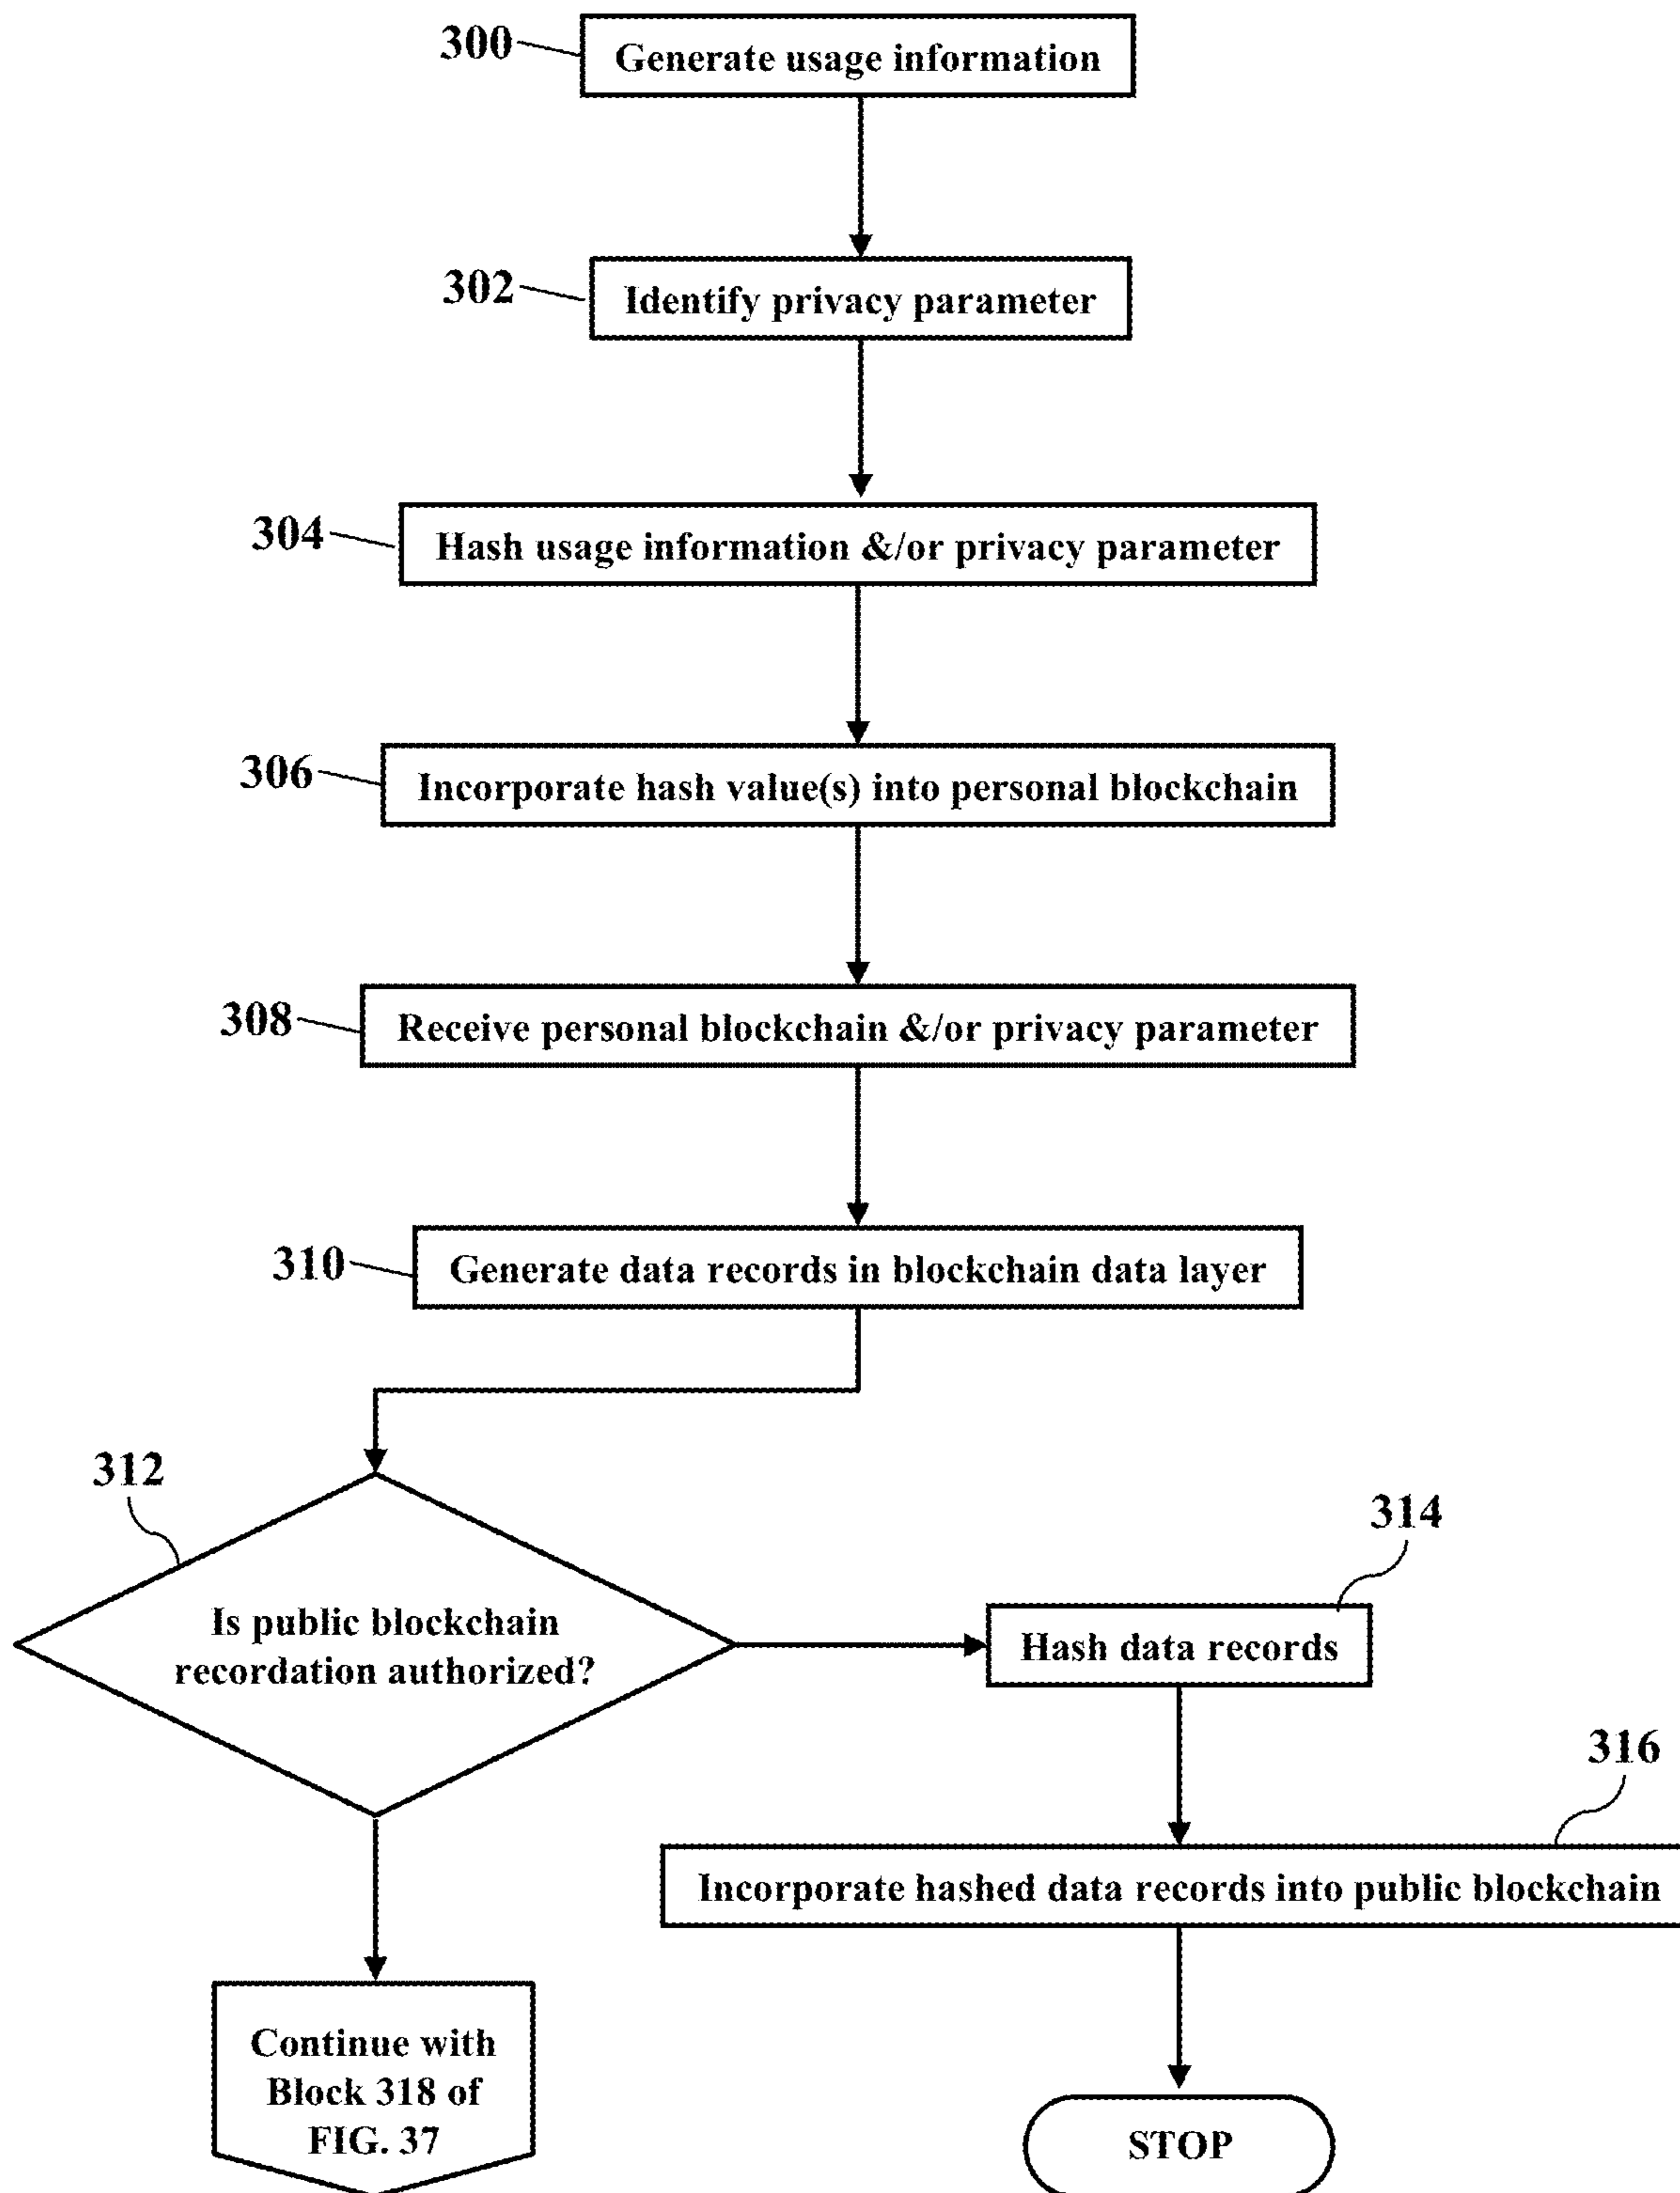 300
Generate usage information
302
Identify privacy parameter
304
Hash usage information &/or privacy parameter
306
Incorporate hash value(s) into personal blockchain
308
Receive personal blockchain &/or privacy parameter
310
Generate data records in blockchain data layer
312
Is public blockchain
recordation authorized?
314
Hash data records
316
Incorporate hashed data records into public blockchain
Continue with
Block 318 of
FIG. 37
STOP